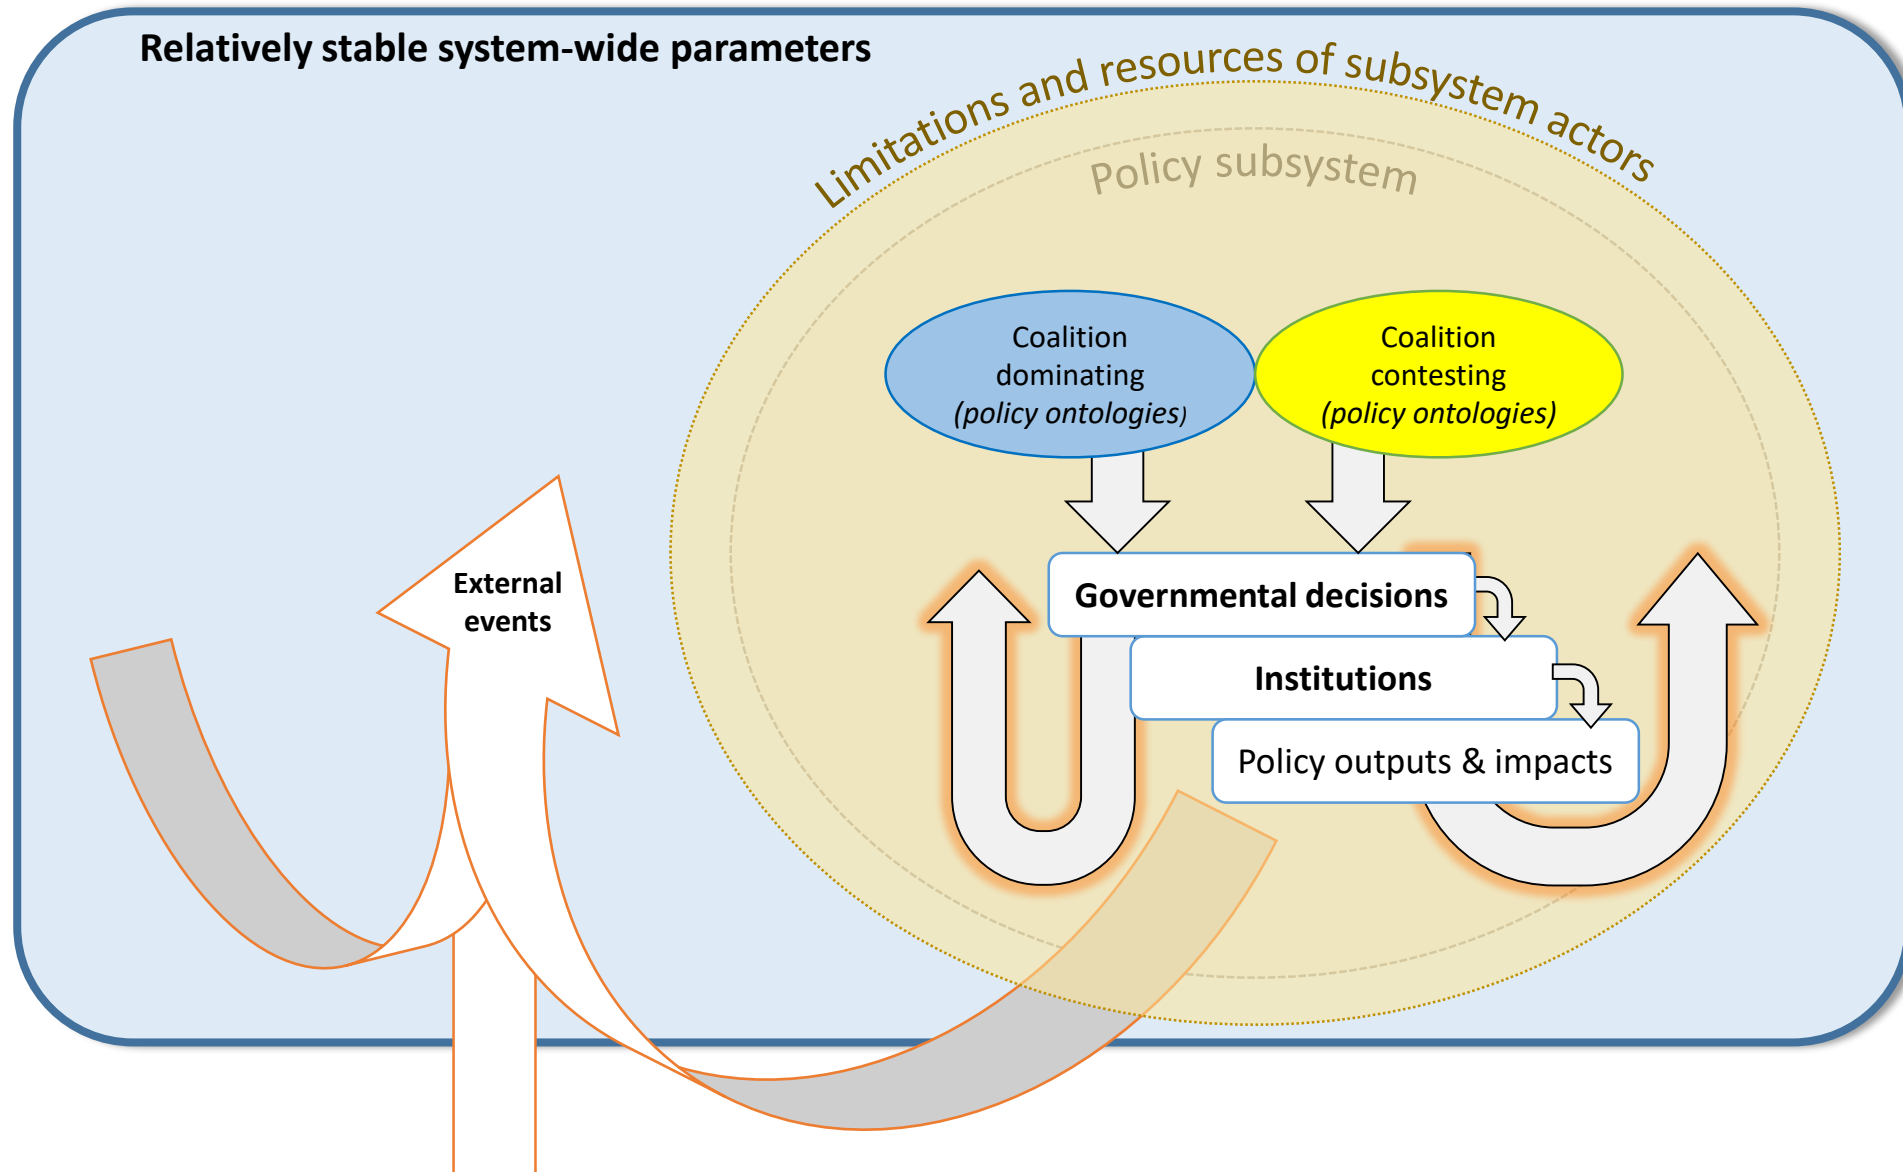 Relatively stable system-wide parameters
Limitations and resources of subsystem actors
Policy subsystem
Coalition
dominating
(policy ontologies)
Coalition
contesting
(policy ontologies)
External
events
Governmental decisions
Institutions
Policy outputs & impacts